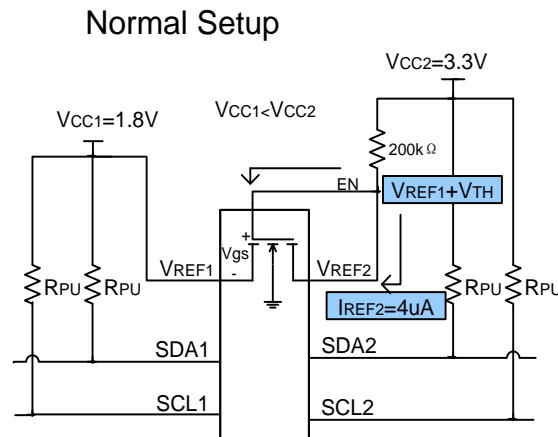 Normal Setup
VCC2=3.3V
VCC1=1.8V
VCC1<VCC2
200kΩ
EN
VREF1+VTH
+
Vgs
-
VREF1
VREF2
RPU
RPU
RPU
RPU
IREF2=4uA
SDA1
SDA2
SCL1
SCL2